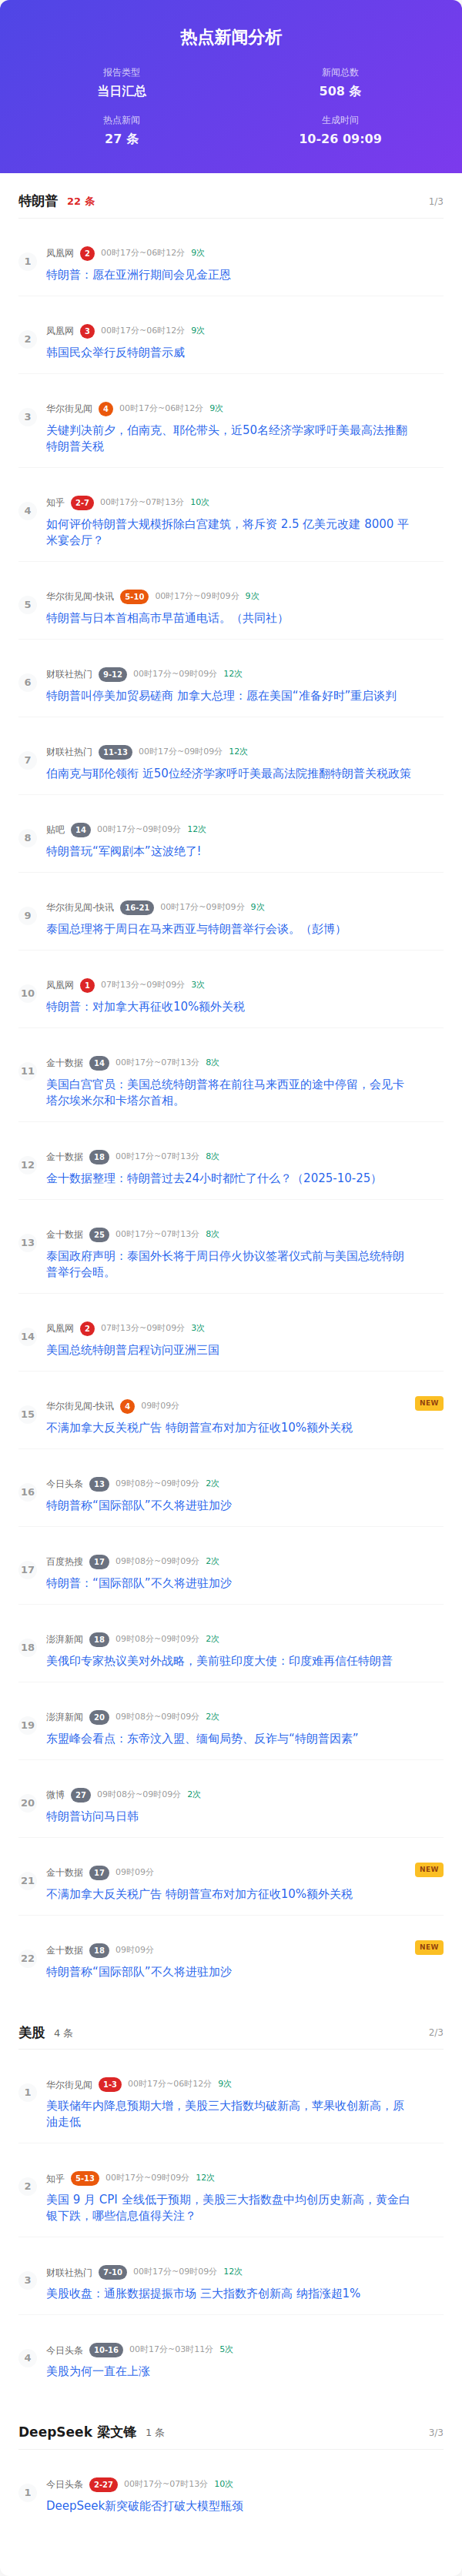 热点新闻分析
报告类型
新闻总数
当日汇总
508 条
热点新闻
生成时间
27 条
10-26 09:09
特朗普 22 条 1/3
1 凤凰网 2 00时17分~06时12分 9次
特朗普：愿在亚洲行期间会见金正恩
2 凤凰网 3 00时17分~06时12分 9次
韩国民众举行反特朗普示威
3 华尔街见闻 4 00时17分~06时12分 9次
关键判决前夕，伯南克、耶伦带头，近50名经济学家呼吁美最高法推翻
特朗普关税
4 知乎 2-7 00时17分~07时13分 10次
如何评价特朗普大规模拆除白宫建筑，将斥资 2.5 亿美元改建 8000 平
米宴会厅？
5 华尔街见闻-快讯 5-10 00时17分~09时09分 9次
特朗普与日本首相高市早苗通电话。（共同社）
6 财联社热门 9-12 00时17分~09时09分 12次
特朗普叫停美加贸易磋商 加拿大总理：愿在美国“准备好时”重启谈判
7 财联社热门 11-13 00时17分~09时09分 12次
伯南克与耶伦领衔 近50位经济学家呼吁美最高法院推翻特朗普关税政策
8 贴吧 14 00时17分~09时09分 12次
特朗普玩“军阀剧本”这波绝了!
9 华尔街见闻-快讯 16-21 00时17分~09时09分 9次
泰国总理将于周日在马来西亚与特朗普举行会谈。（彭博）
10 凤凰网 1 07时13分~09时09分 3次
特朗普：对加拿大再征收10%额外关税
11 金十数据 14 00时17分~07时13分 8次
美国白宫官员：美国总统特朗普将在前往马来西亚的途中停留，会见卡
塔尔埃米尔和卡塔尔首相。
12 金十数据 18 00时17分~07时13分 8次
金十数据整理：特朗普过去24小时都忙了什么？（2025-10-25）
13 金十数据 25 00时17分~07时13分 8次
泰国政府声明：泰国外长将于周日停火协议签署仪式前与美国总统特朗
普举行会晤。
14 凤凰网 2 07时13分~09时09分 3次
美国总统特朗普启程访问亚洲三国
15 华尔街见闻-快讯 4 09时09分 NEW
不满加拿大反关税广告 特朗普宣布对加方征收10%额外关税
16 今日头条 13 09时08分~09时09分 2次
特朗普称“国际部队”不久将进驻加沙
17 百度热搜 17 09时08分~09时09分 2次
特朗普：“国际部队”不久将进驻加沙
18 澎湃新闻 18 09时08分~09时09分 2次
美俄印专家热议美对外战略，美前驻印度大使：印度难再信任特朗普
19 澎湃新闻 20 09时08分~09时09分 2次
东盟峰会看点：东帝汶入盟、缅甸局势、反诈与“特朗普因素”
20 微博 27 09时08分~09时09分 2次
特朗普访问马日韩
21 金十数据 17 09时09分 NEW
不满加拿大反关税广告 特朗普宣布对加方征收10%额外关税
22 金十数据 18 09时09分 NEW
特朗普称“国际部队”不久将进驻加沙
美股 4 条 2/3
1 华尔街见闻 1-3 00时17分~06时12分 9次
美联储年内降息预期大增，美股三大指数均破新高，苹果收创新高，原
油走低
2 知乎 5-13 00时17分~09时09分 12次
美国 9 月 CPI 全线低于预期，美股三大指数盘中均创历史新高，黄金白
银下跌，哪些信息值得关注？
3 财联社热门 7-10 00时17分~09时09分 12次
美股收盘：通胀数据提振市场 三大指数齐创新高 纳指涨超1%
4 今日头条 10-16 00时17分~03时11分 5次
美股为何一直在上涨
DeepSeek 梁文锋 1 条 3/3
1 今日头条 2-27 00时17分~07时13分 10次
DeepSeek新突破能否打破大模型瓶颈